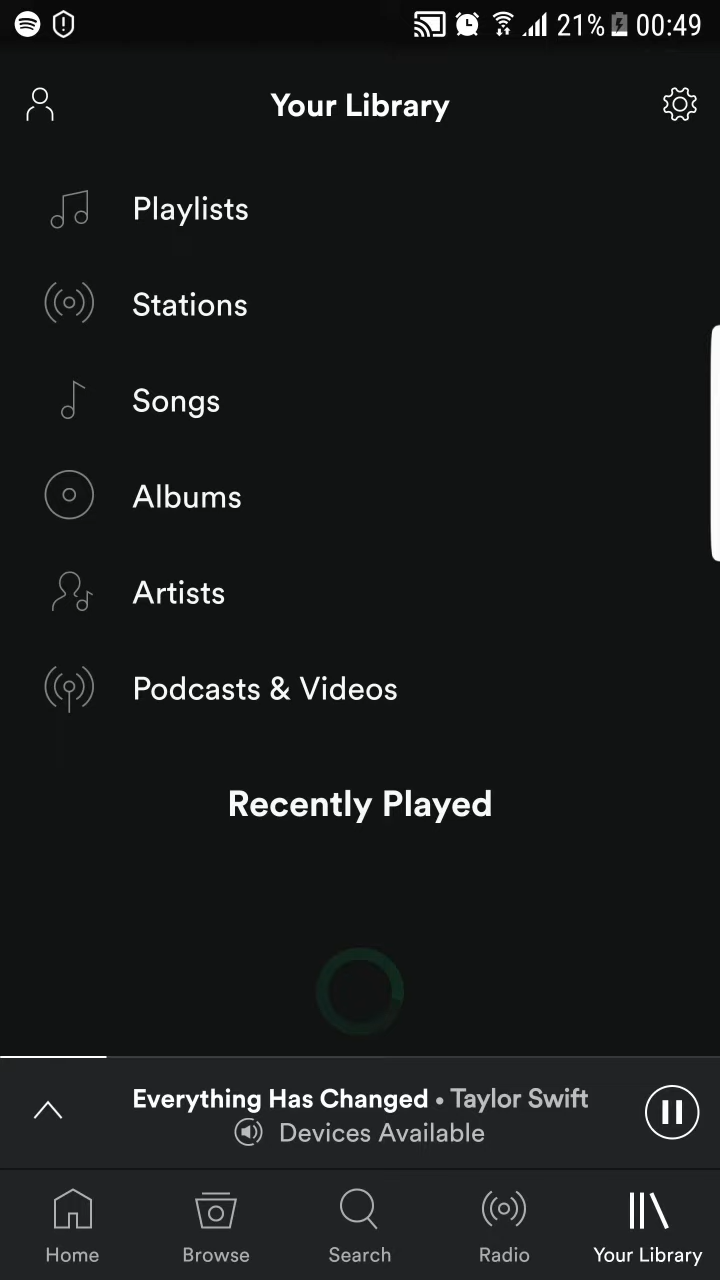 21% 00:49
Your Library
Playlists
Stations
Songs
Albums
Artists
Podcasts & Videos
Recently Played
Everything Has Changed • Taylor Swift
Devices Available
Home Browse Search Radio Your Library